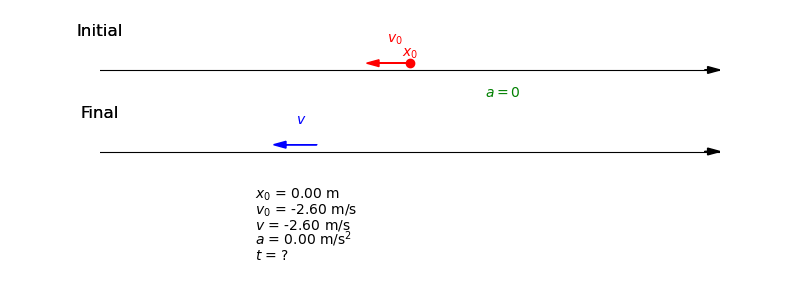 Initial
v₀
x₀
a = 0
Final
v
x₀ = 0.00 m
v₀ = -2.60 m/s
v = -2.60 m/s
a = 0.00 m/s²
t = ?